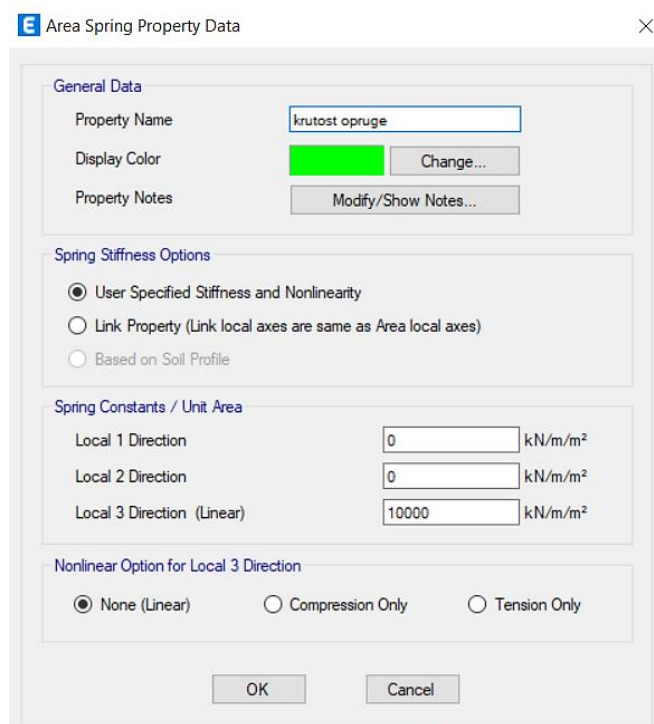 E Area Spring Property Data
General Data
Property Name krutost opruge
Display Color Change...
Property Notes Modify/Show Notes...
Spring Stiffness Options
User Specified Stiffness and Nonlinearity
Link Property (Link local axes are same as Area local axes)
Based on Soil Profile
Spring Constants / Unit Area
Local 1 Direction 0 kN/m/m²
Local 2 Direction 0 kN/m/m²
Local 3 Direction (Linear) 10000 kN/m/m²
Nonlinear Option for Local 3 Direction
None (Linear) Compression Only Tension Only
OK Cancel